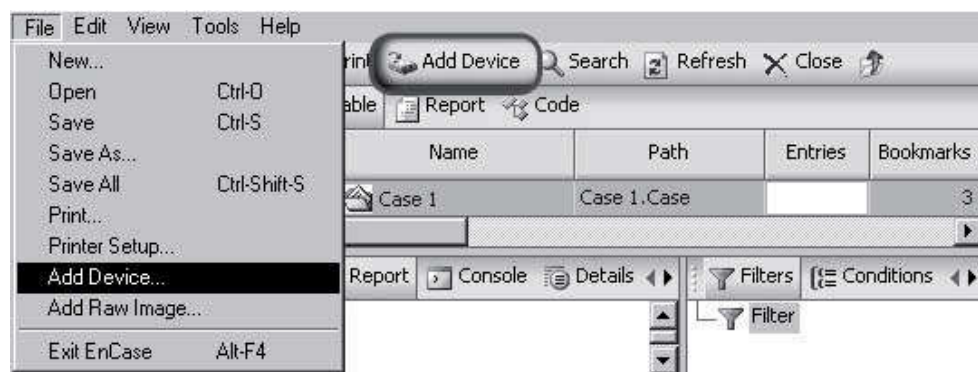 File Edit View Tools Help
New...
Open Ctrl-O
Save Ctrl-S
Save As...
Save All Ctrl-Shift-S
Print...
Printer Setup...
Add Device...
Add Raw Image...
Exit EnCase Alt-F4
Add Device Search Refresh Close
Report Code
Name Path Entries Bookmarks
Case 1 Case 1.Case 3
Report Console Details Filters Conditions
Filter